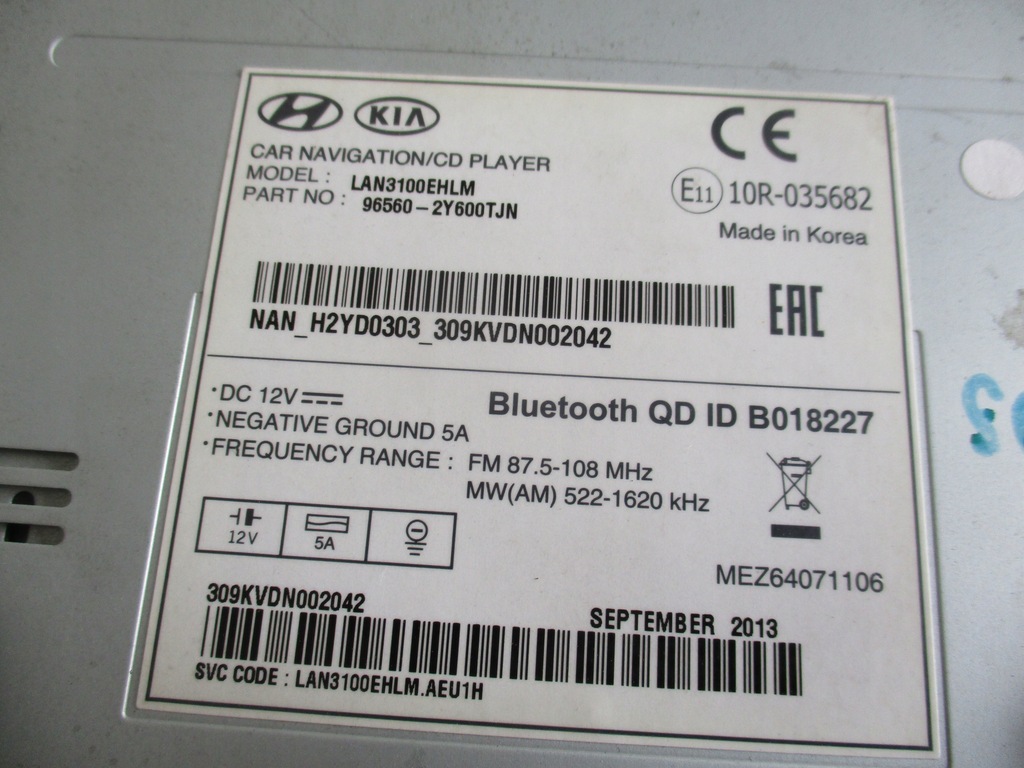 KIA
CE
CAR NAVIGATION/CD PLAYER
MODEL : LAN3100EHLM
PART NO : 96560-2Y600TJN
E11 10R-035682
Made in Korea
EAC
NAN_H2YD0303_309KVDN002042
·DC 12V
·NEGATIVE GROUND 5A
·FREQUENCY RANGE : FM 87.5-108 MHz
MW(AM) 522-1620 kHz
Bluetooth QD ID B018227
12V
5A
MEZ64071106
309KVDN002042
SEPTEMBER 2013
SVC CODE : LAN3100EHLM.AEU1H